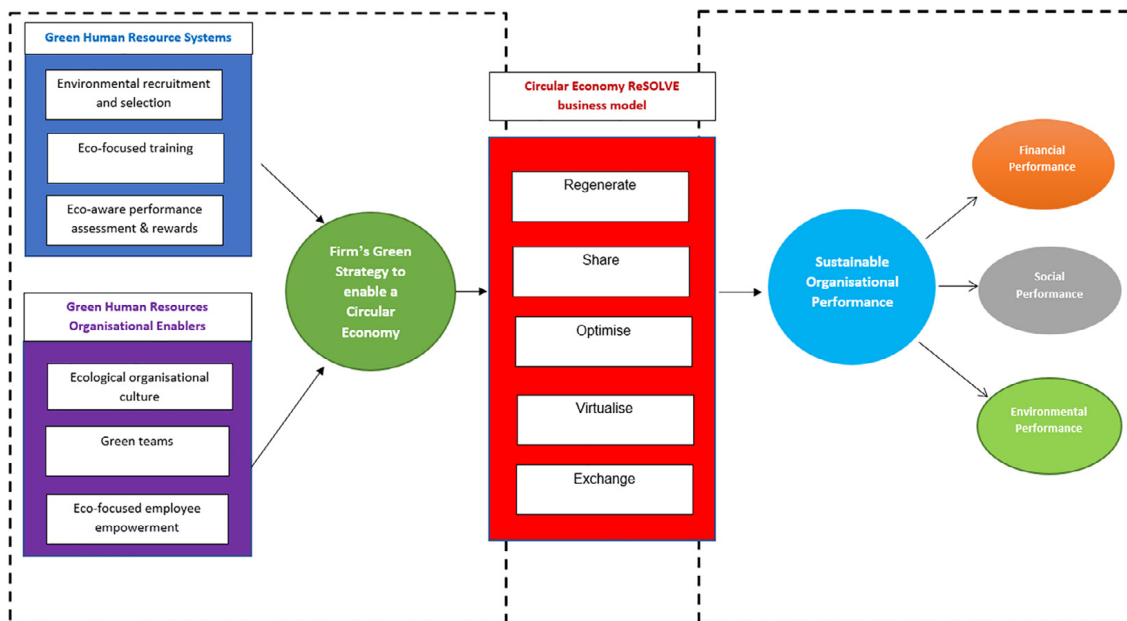 Green Human Resource Systems
Environmental recruitment
and selection
Eco-focused training
Eco-aware performance
assessment & rewards
Green Human Resources
Organisational Enablers
Ecological organisational
culture
Green teams
Eco-focused employee
empowerment
Firm's Green
Strategy to
enable a
Circular
Economy
Circular Economy ReSOLVE
business model
Regenerate
Share
Optimise
Virtualise
Exchange
Sustainable
Organisational
Performance
Financial
Performance
Social
Performance
Environmental
Performance